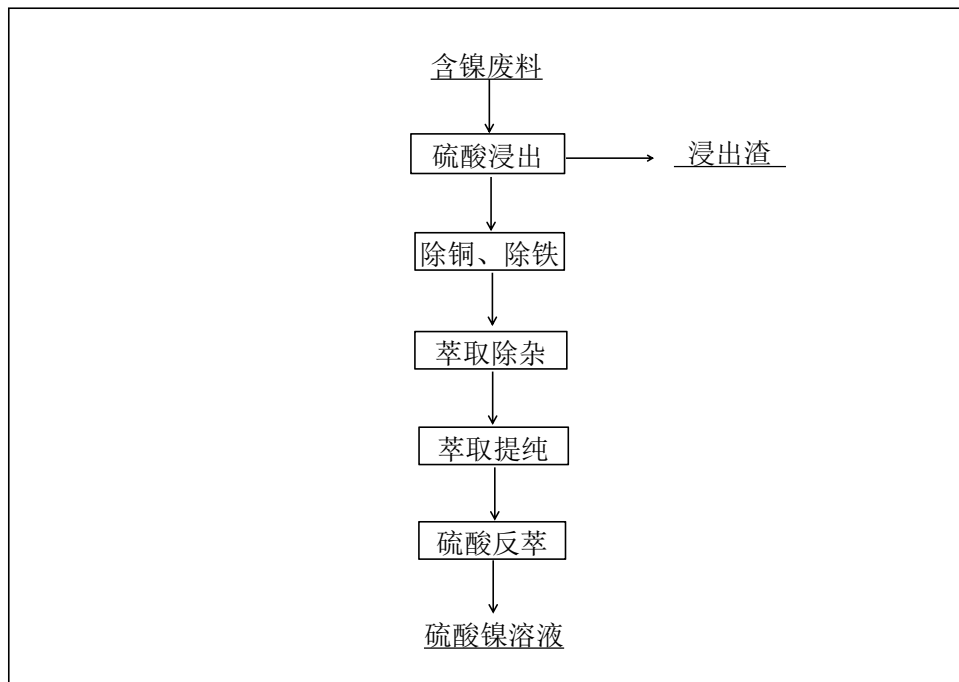 含镍废料
硫酸浸出
浸出渣
除铜、除铁
萃取除杂
萃取提纯
硫酸反萃
硫酸镍溶液